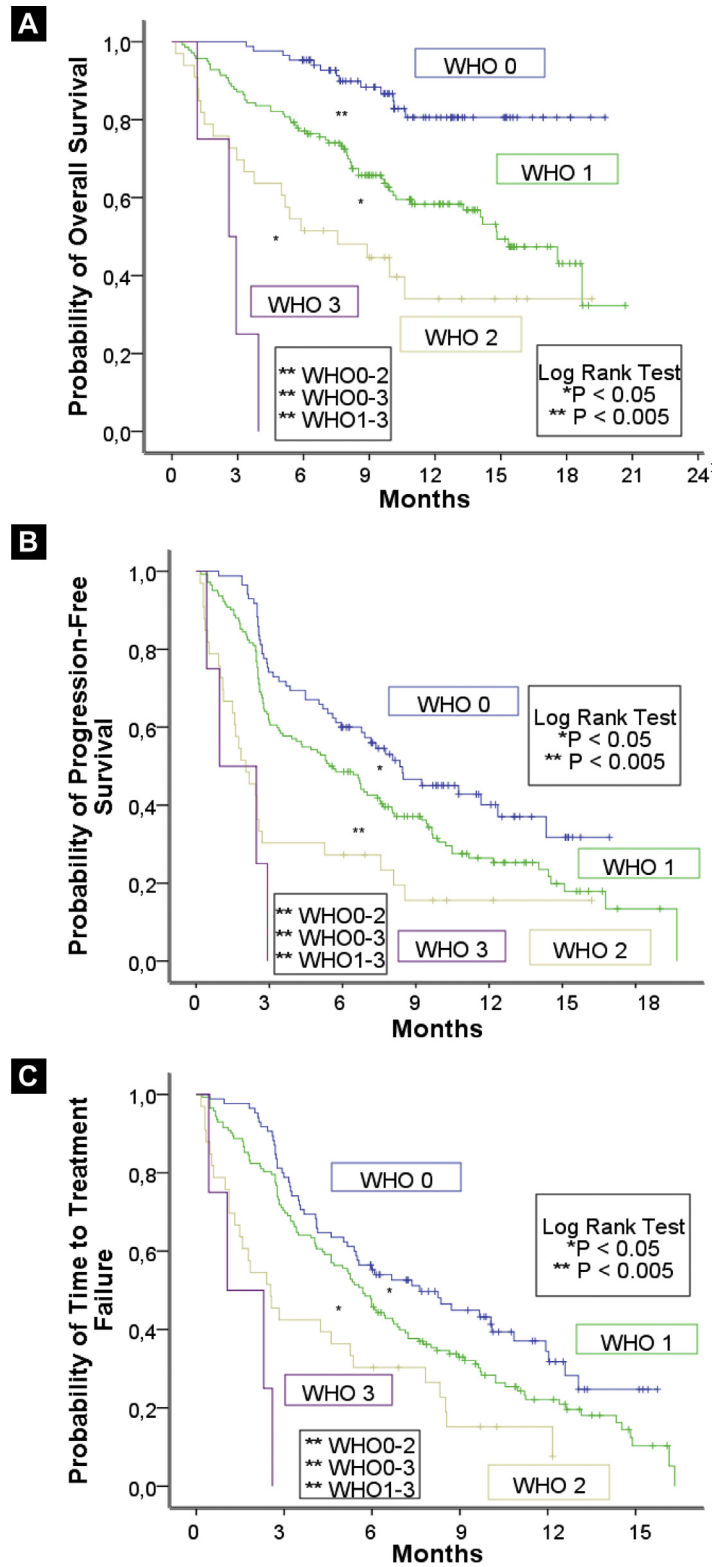 A
Probability of Overall Survival
1,0
0,8
0,6
0,4
0,2
0,0
WHO 0
**
WHO 1
*
*
WHO 3
WHO 2
** WHO0-2
** WHO0-3
** WHO1-3
Log Rank Test
*P < 0.05
** P < 0.005
0 3 6 9 12 15 18 21 24
Months
B
Probability of Progression-Free
Survival
1,0
0,8
0,6
0,4
0,2
0,0
WHO 0
Log Rank Test
*P < 0.05
** P < 0.005
*
**
WHO 1
** WHO0-2
** WHO0-3
** WHO1-3
WHO 3
WHO 2
0 3 6 9 12 15 18
Months
C
Probability of Time to Treatment
Failure
1,0
0,8
0,6
0,4
0,2
0,0
WHO 0
Log Rank Test
*P < 0.05
** P < 0.005
*
*
WHO 1
WHO 3
** WHO0-2
** WHO0-3
** WHO1-3
WHO 2
0 3 6 9 12 15
Months